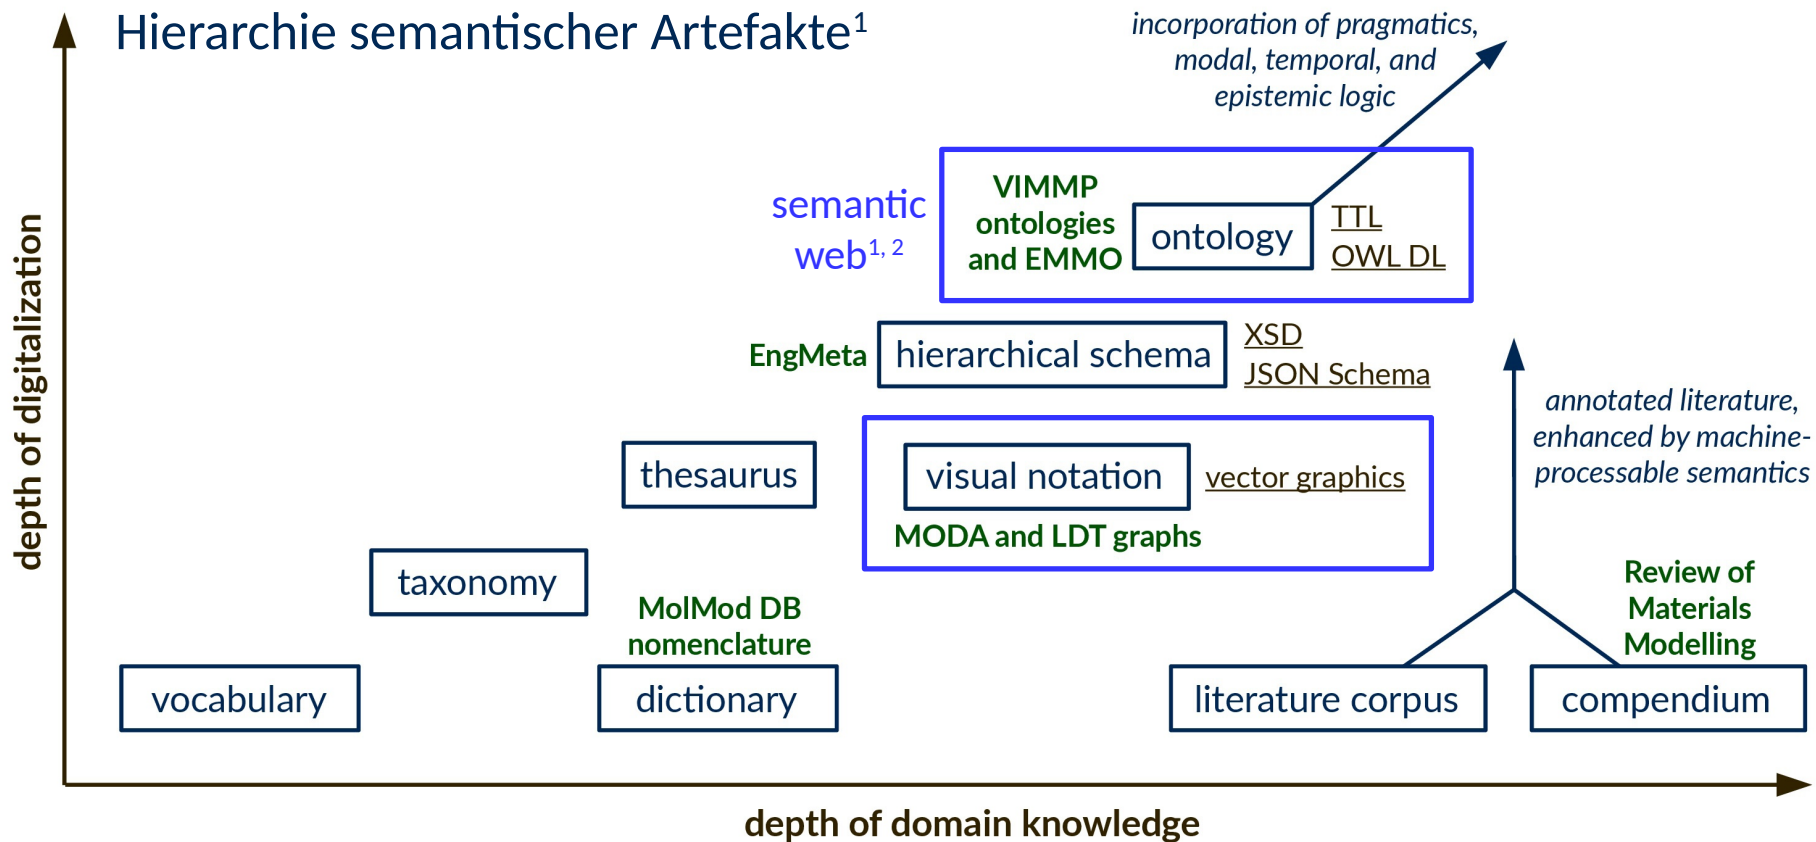 Hierarchie semantischer Artefakte¹
incorporation of pragmatics,
modal, temporal, and
epistemic logic
semantic
web¹, ²
VIMMP
ontologies
and EMMO
ontology
TTL
OWL DL
EngMeta
hierarchical schema
XSD
JSON Schema
thesaurus
visual notation
vector graphics
MODA and LDT graphs
annotated literature,
enhanced by machine-
processable semantics
taxonomy
MolMod DB
nomenclature
Review of
Materials
Modelling
vocabulary
dictionary
literature corpus
compendium
depth of digitalization
depth of domain knowledge